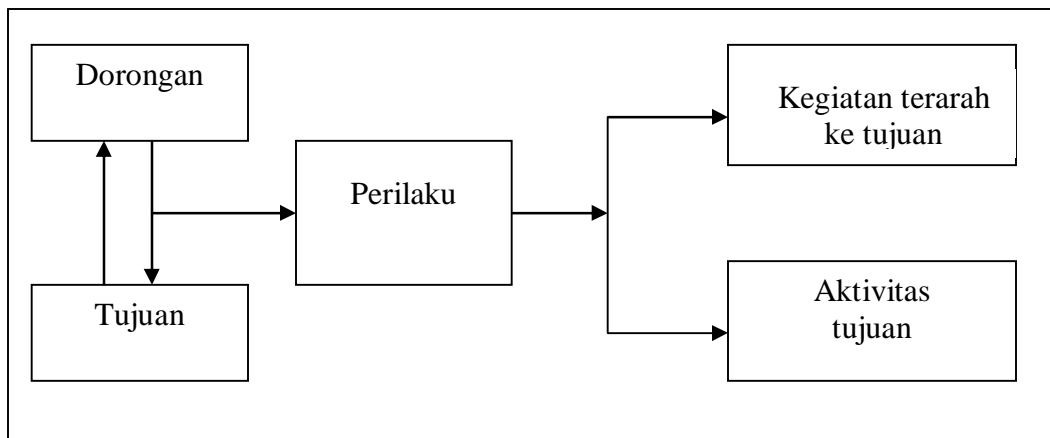 Dorongan
Kegiatan terarah
ke tujuan
Perilaku
Tujuan
Aktivitas
tujuan